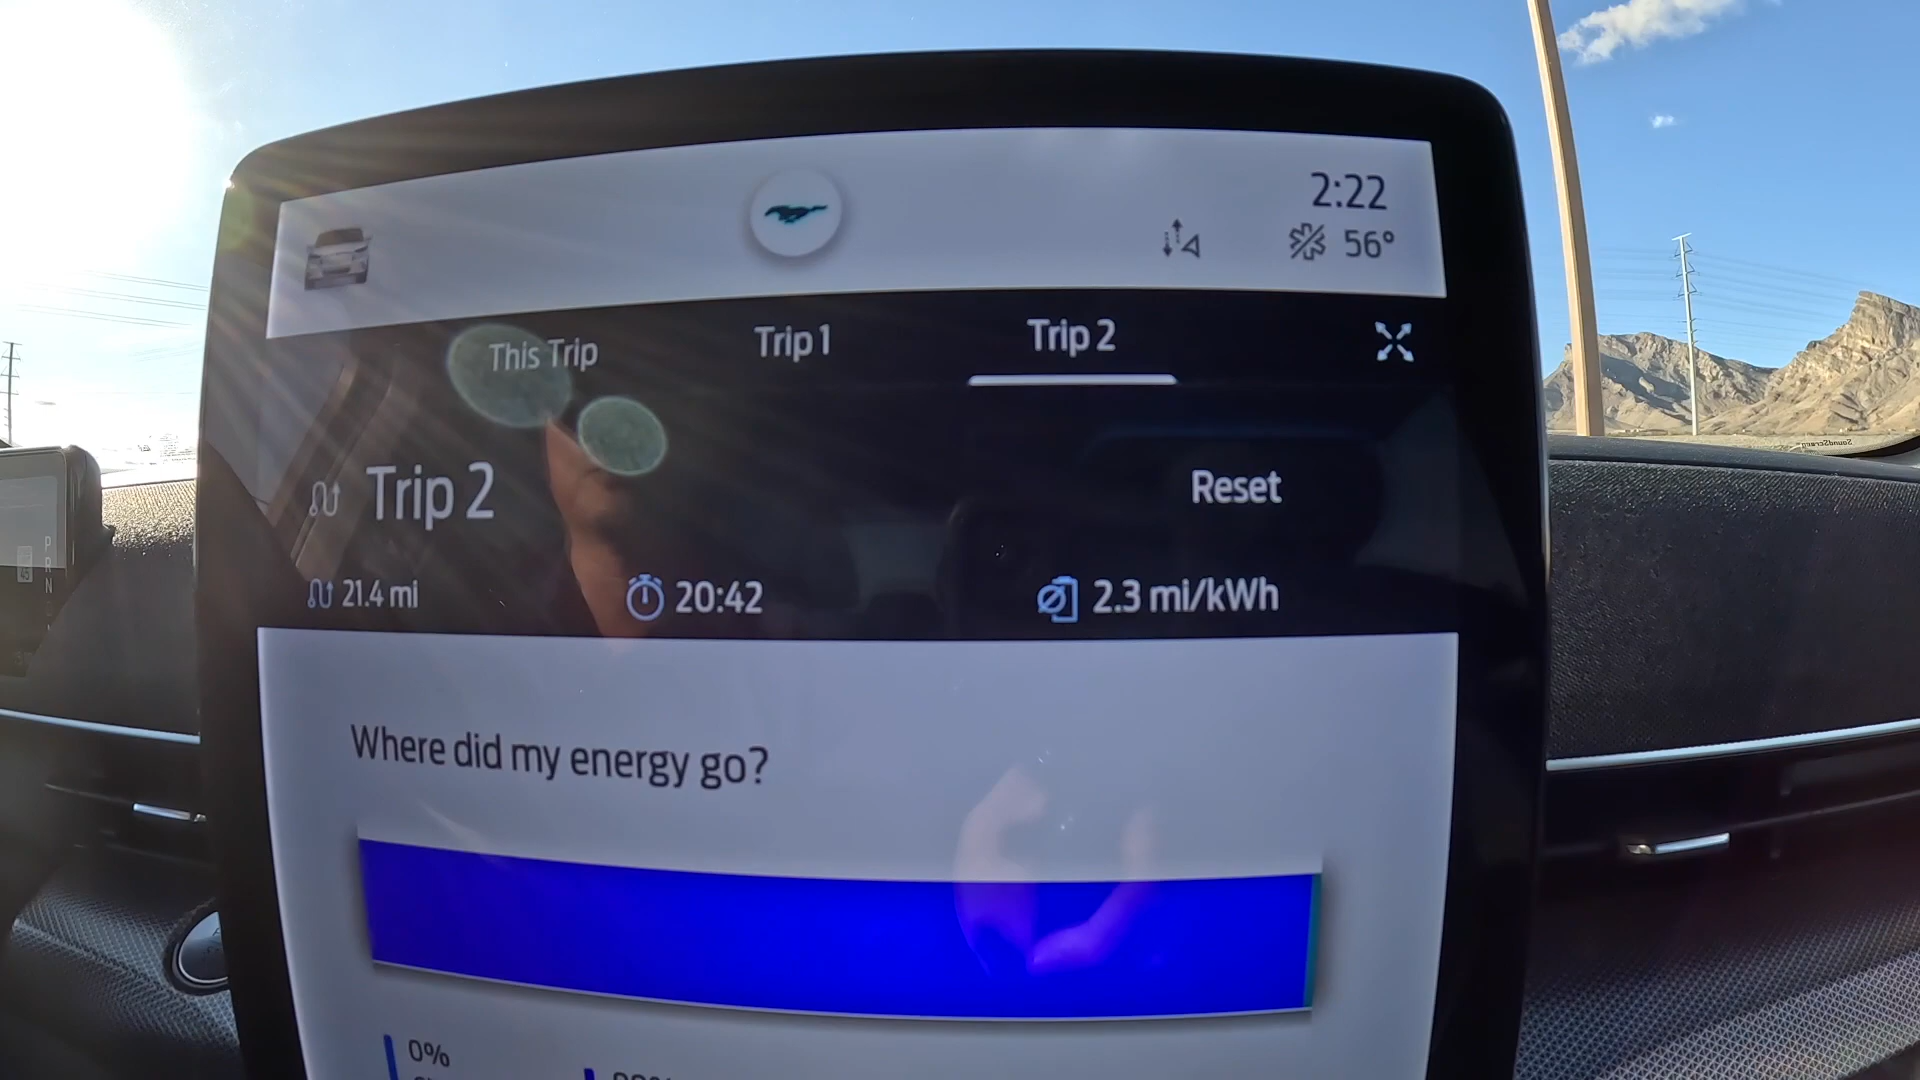 2:22
56°
This Trip
Trip 1
Trip 2
Trip 2
Reset
21.4 mi
20:42
2.3 mi/kWh
Where did my energy go?
0%
P
R
N
SoundScreen